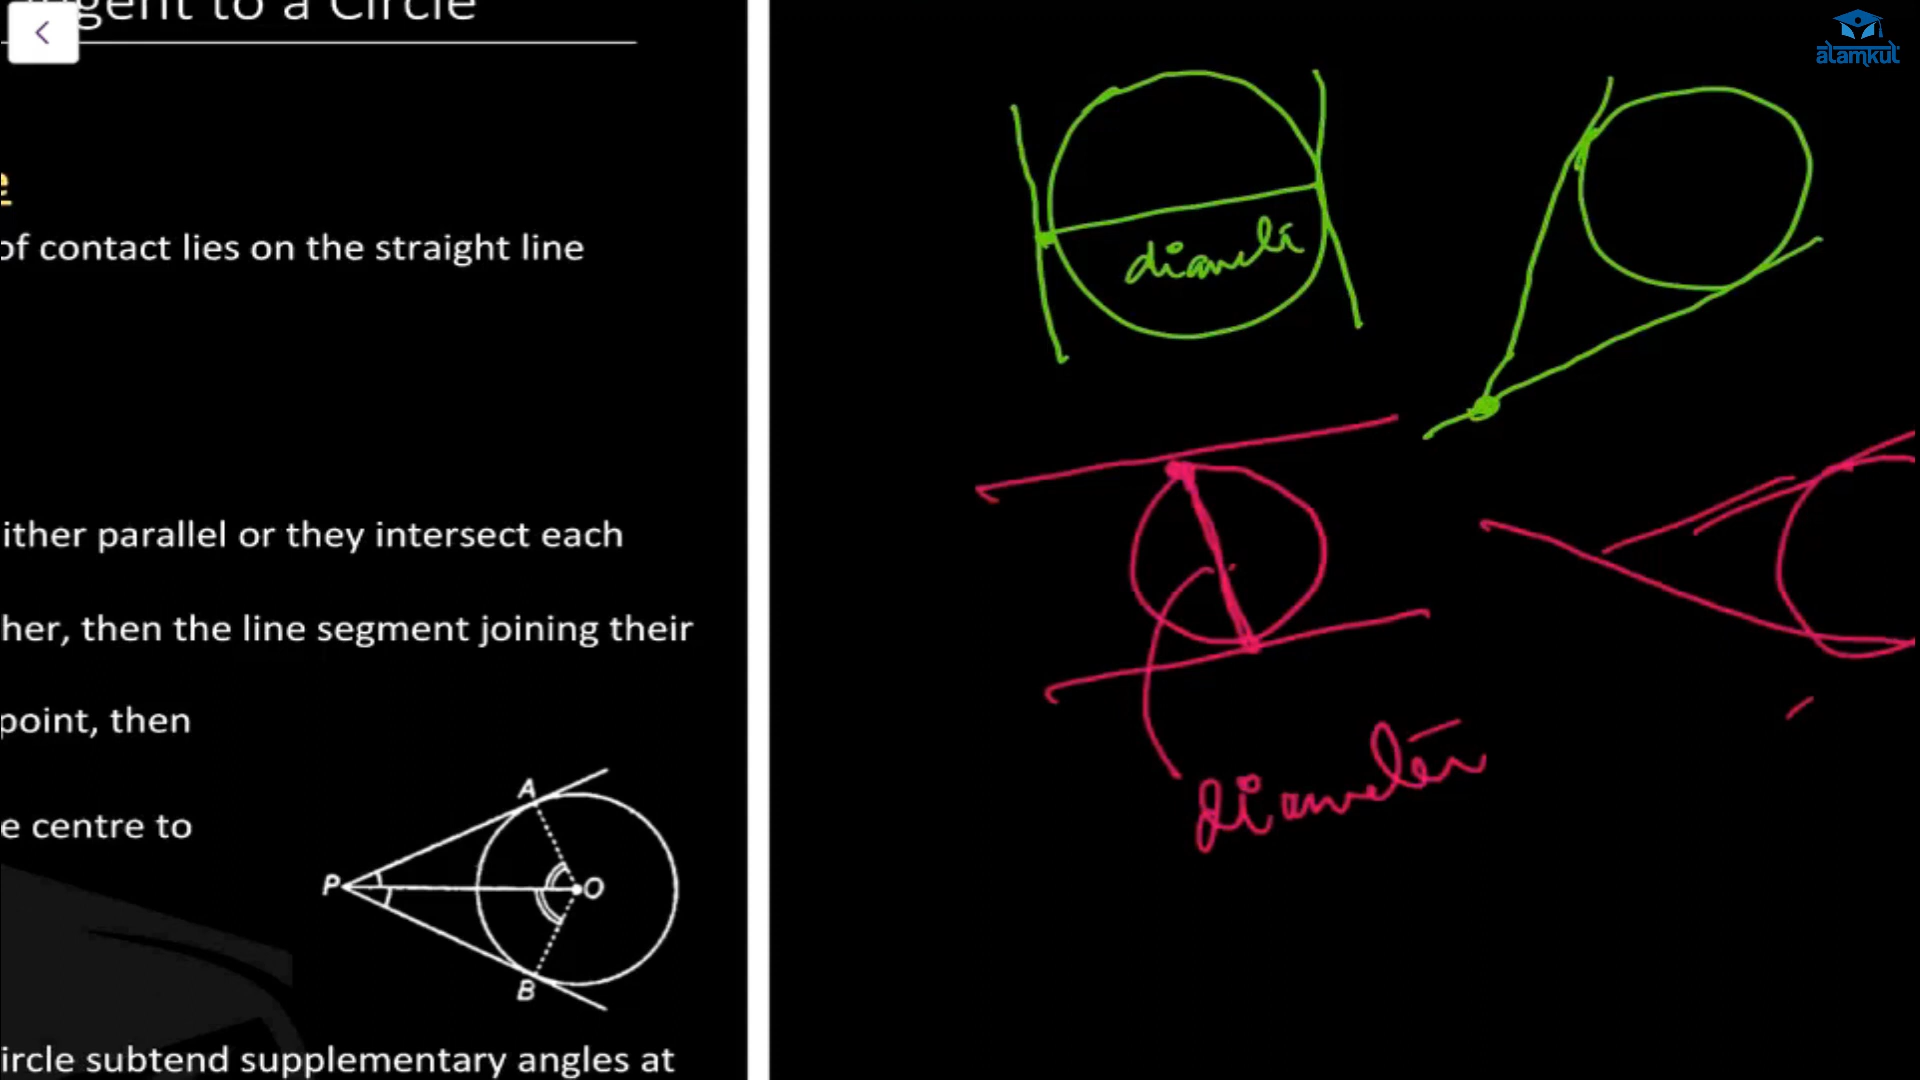 gent to a Circle
e
of contact lies on the straight line
ither parallel or they intersect each
her, then the line segment joining their
point, then
e centre to
A
P
O
B
ircle subtend supplementary angles at
alamkul
diameter